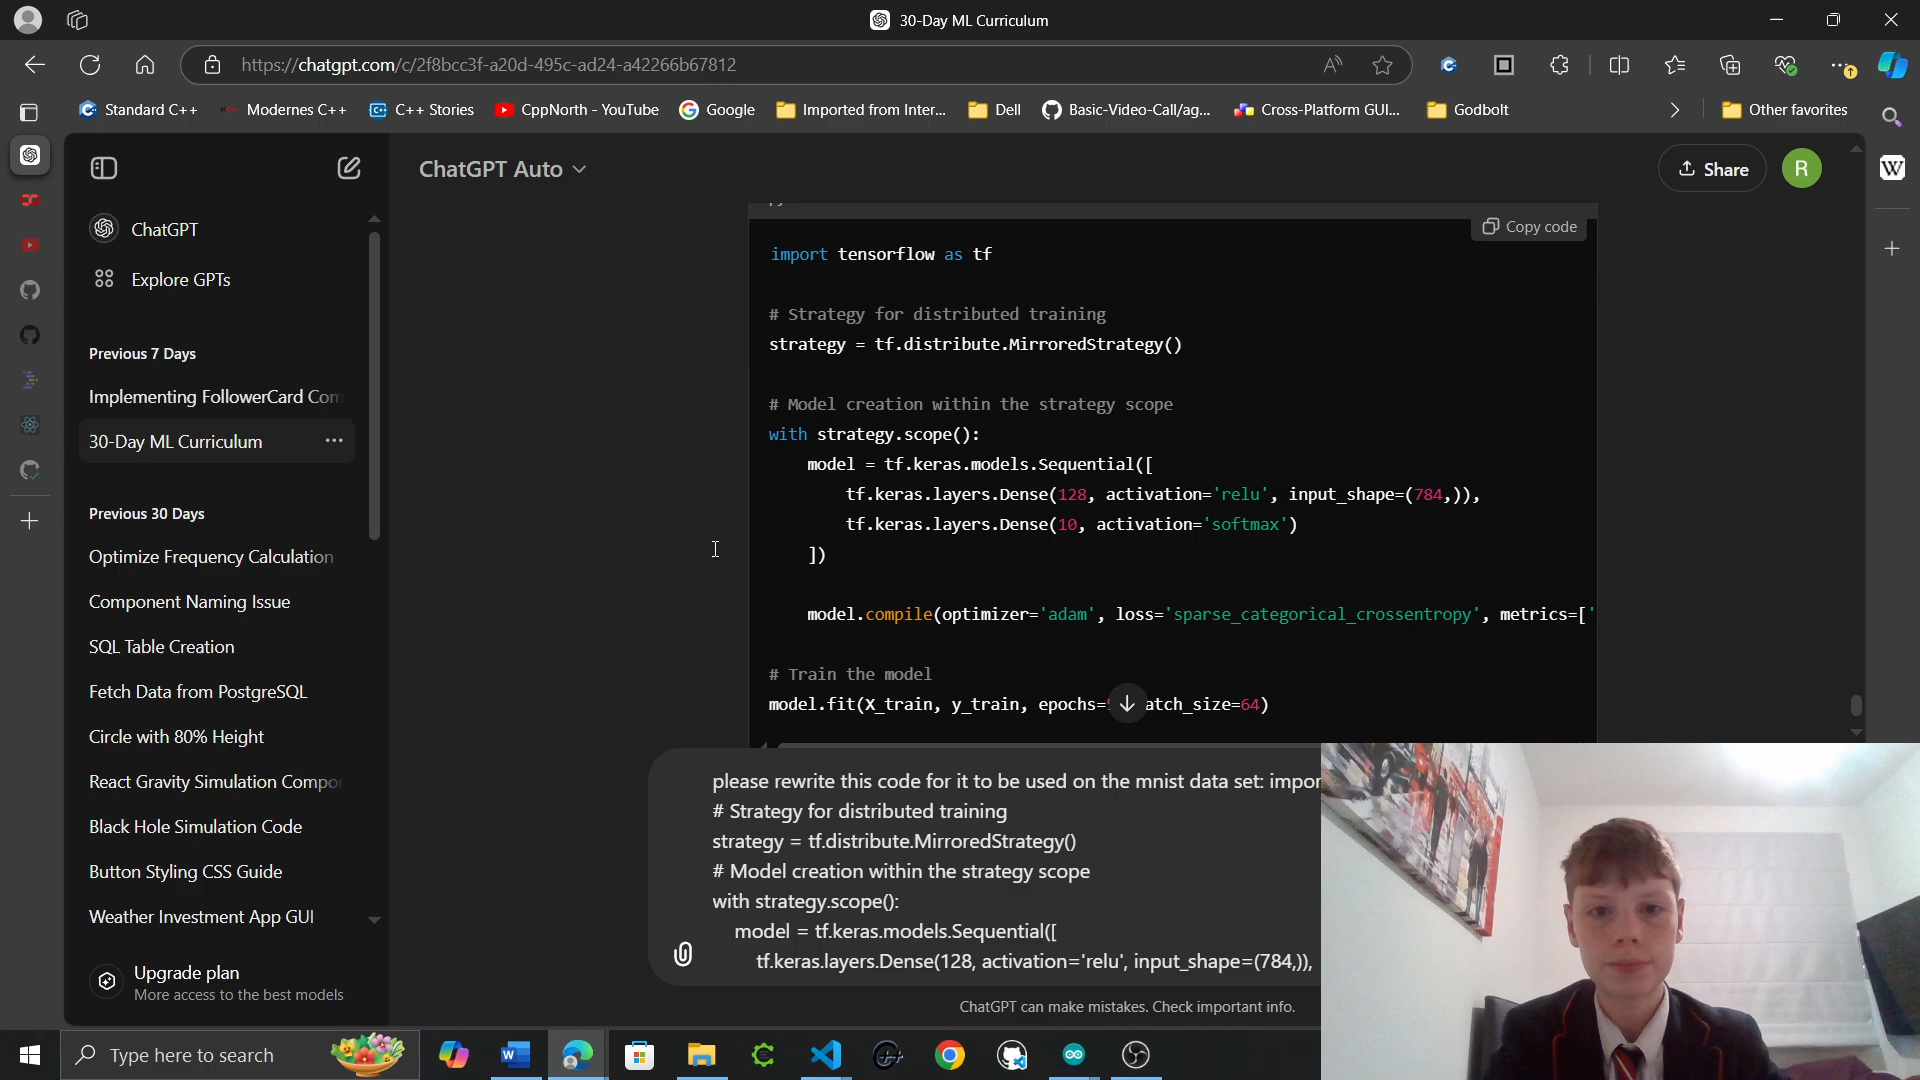 30-Day ML Curriculum
https://chatgpt.com/c/2f8bcc3f-a20d-495c-ad24-a42266b67812
Standard C++
Modernes C++
C++ Stories
CppNorth - YouTube
Google
Imported from Inter...
Dell
Basic-Video-Call/ag...
Cross-Platform GUI...
Godbolt
Other favorites
ChatGPT Auto
Share
R
W
ChatGPT
Explore GPTs
Previous 7 Days
Implementing FollowerCard Com
30-Day ML Curriculum
Previous 30 Days
Optimize Frequency Calculation
Component Naming Issue
SQL Table Creation
Fetch Data from PostgreSQL
Circle with 80% Height
React Gravity Simulation Compo
Black Hole Simulation Code
Button Styling CSS Guide
Weather Investment App GUI
Upgrade plan
More access to the best models
Copy code
import tensorflow as tf
# Strategy for distributed training
strategy = tf.distribute.MirroredStrategy()
# Model creation within the strategy scope
with strategy.scope():
model = tf.keras.models.Sequential([
tf.keras.layers.Dense(128, activation='relu', input_shape=(784,)),
tf.keras.layers.Dense(10, activation='softmax')
])
model.compile(optimizer='adam', loss='sparse_categorical_crossentropy', metrics=['
# Train the model
model.fit(X_train, y_train, epochs= atch_size=64)
please rewrite this code for it to be used on the mnist data set: impor
# Strategy for distributed training
strategy = tf.distribute.MirroredStrategy()
# Model creation within the strategy scope
with strategy.scope():
model = tf.keras.models.Sequential([
tf.keras.layers.Dense(128, activation='relu', input_shape=(784,)),
ChatGPT can make mistakes. Check important info.
Type here to search